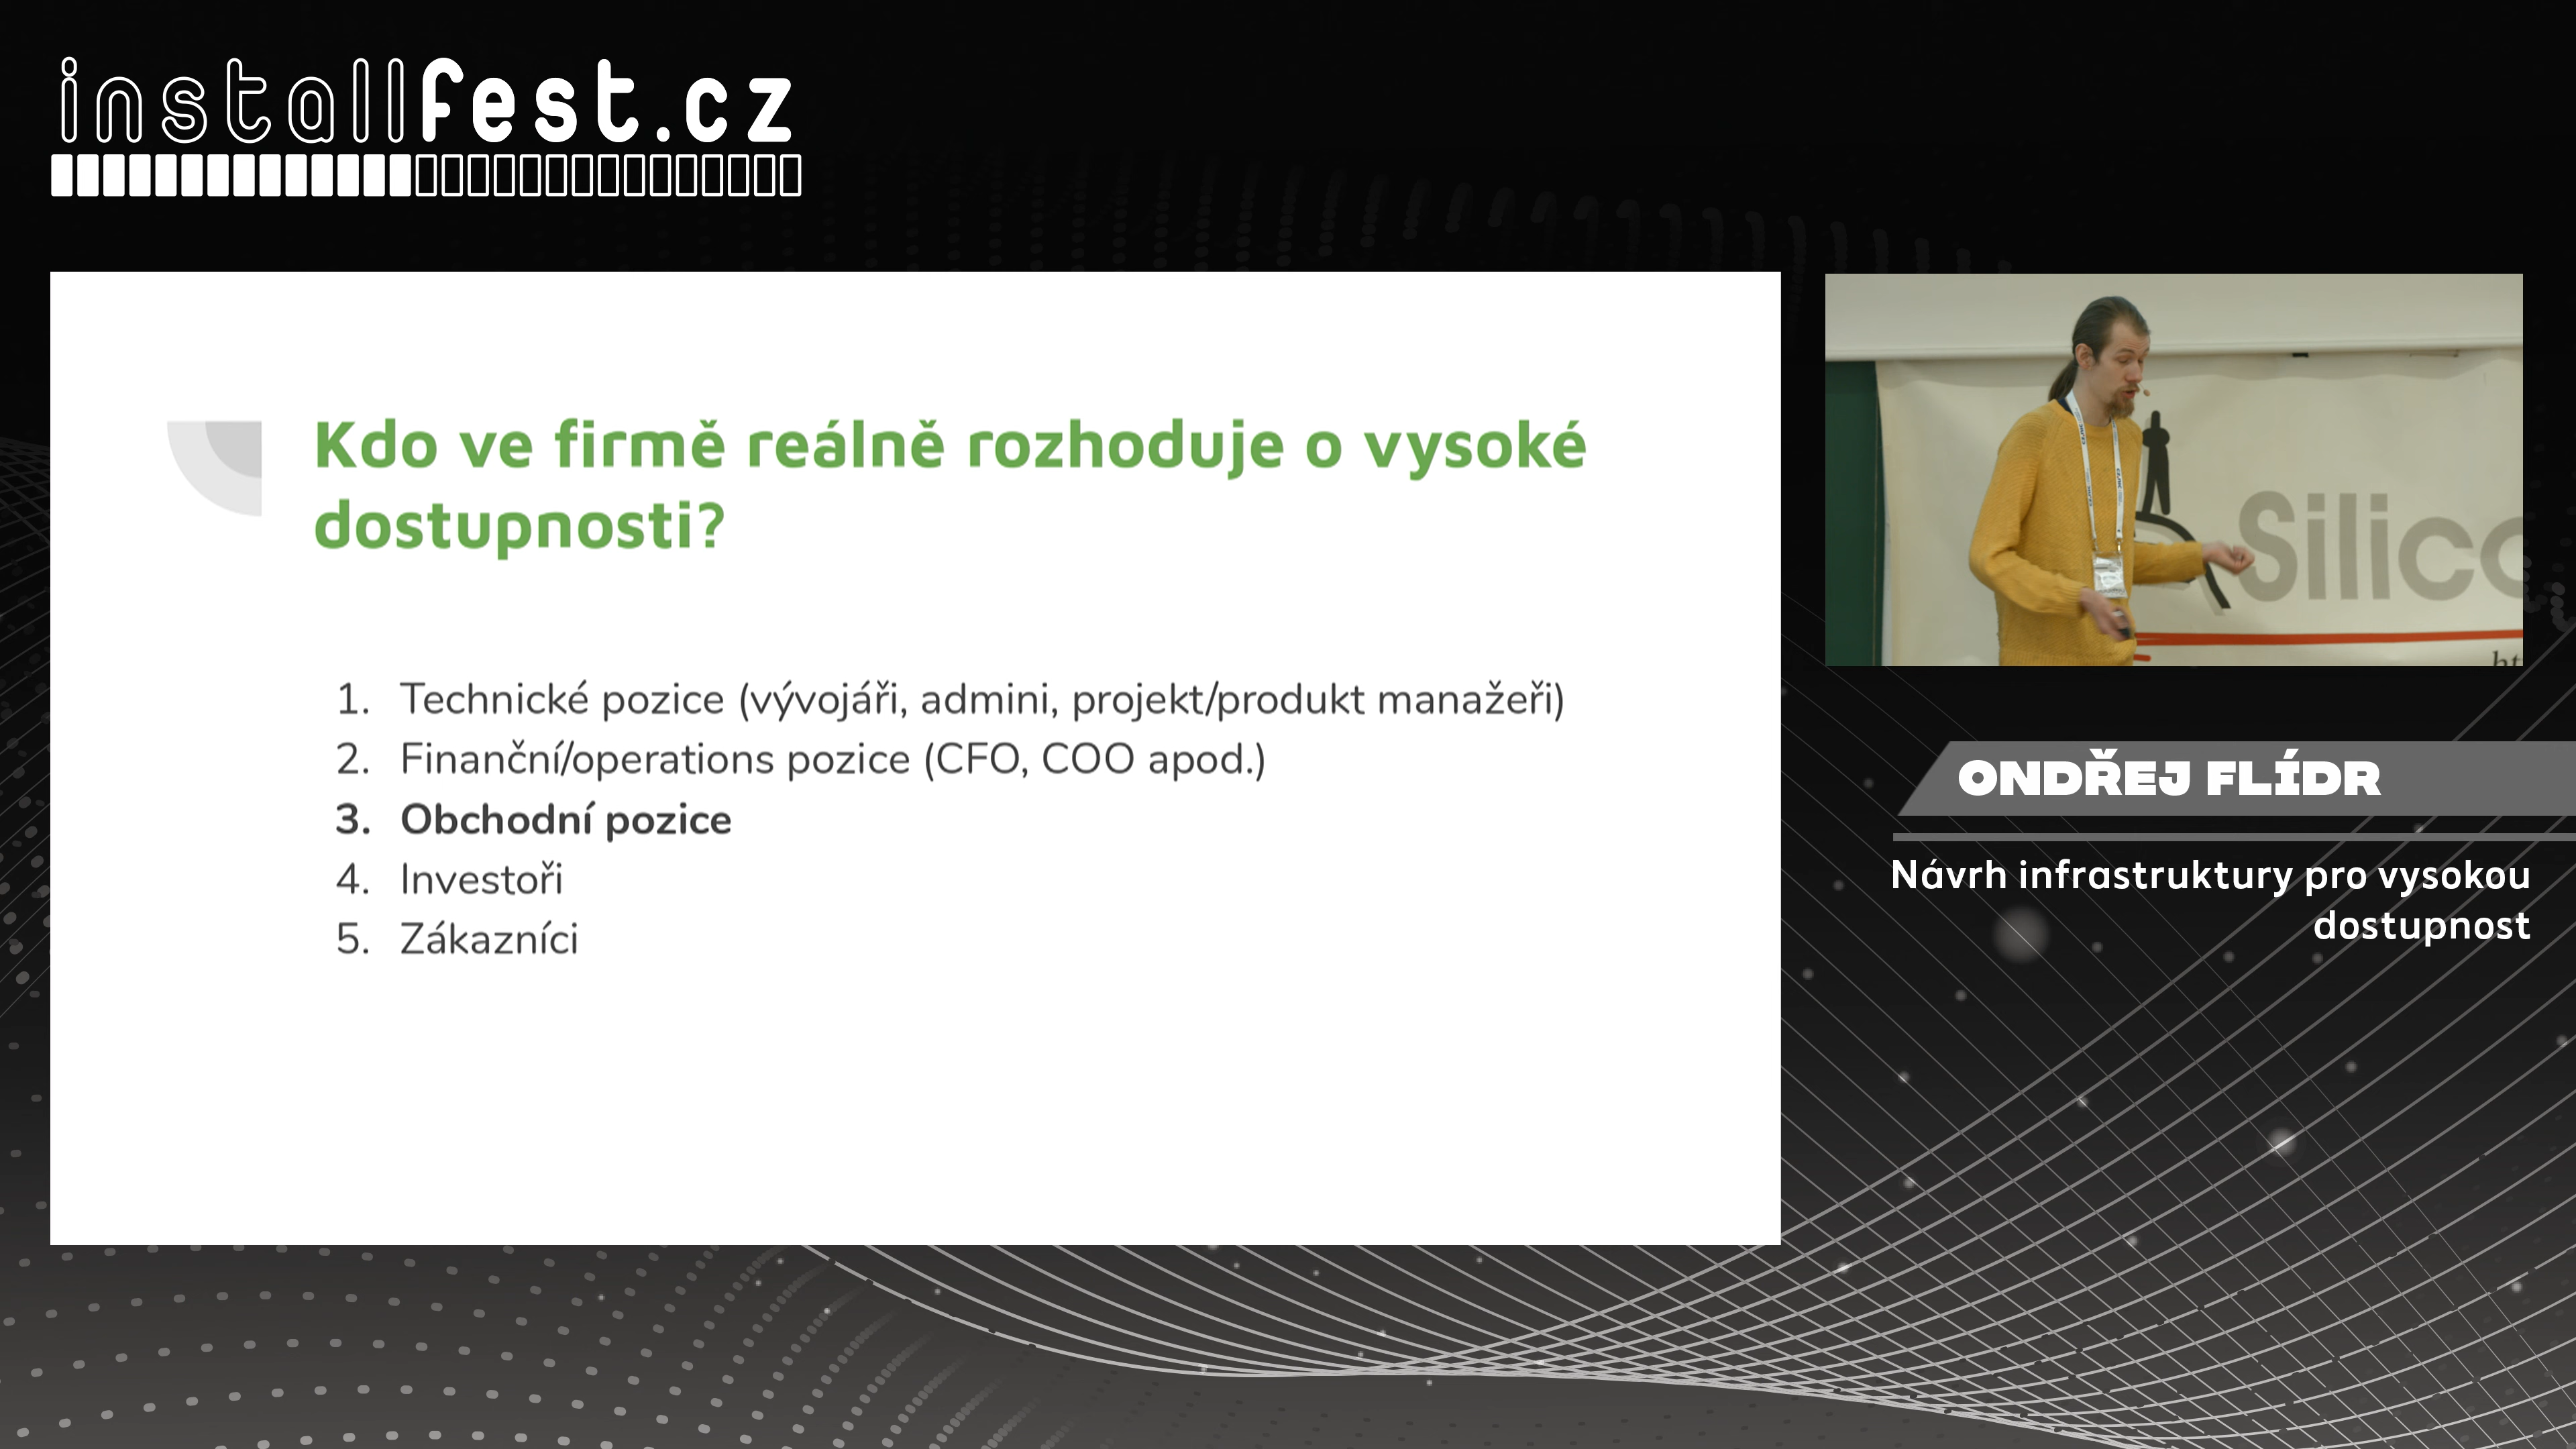 installfest.cz
Kdo ve firmě reálně rozhoduje o vysoké
dostupnosti?
1. Technické pozice (vývojáři, admini, projekt/produkt manažeři)
2. Finanční/operations pozice (CFO, COO apod.)
3. Obchodní pozice
4. Investoři
5. Zákazníci
Silico
ht
ONDŘEJ FLÍDR
Návrh infrastruktury pro vysokou
dostupnost